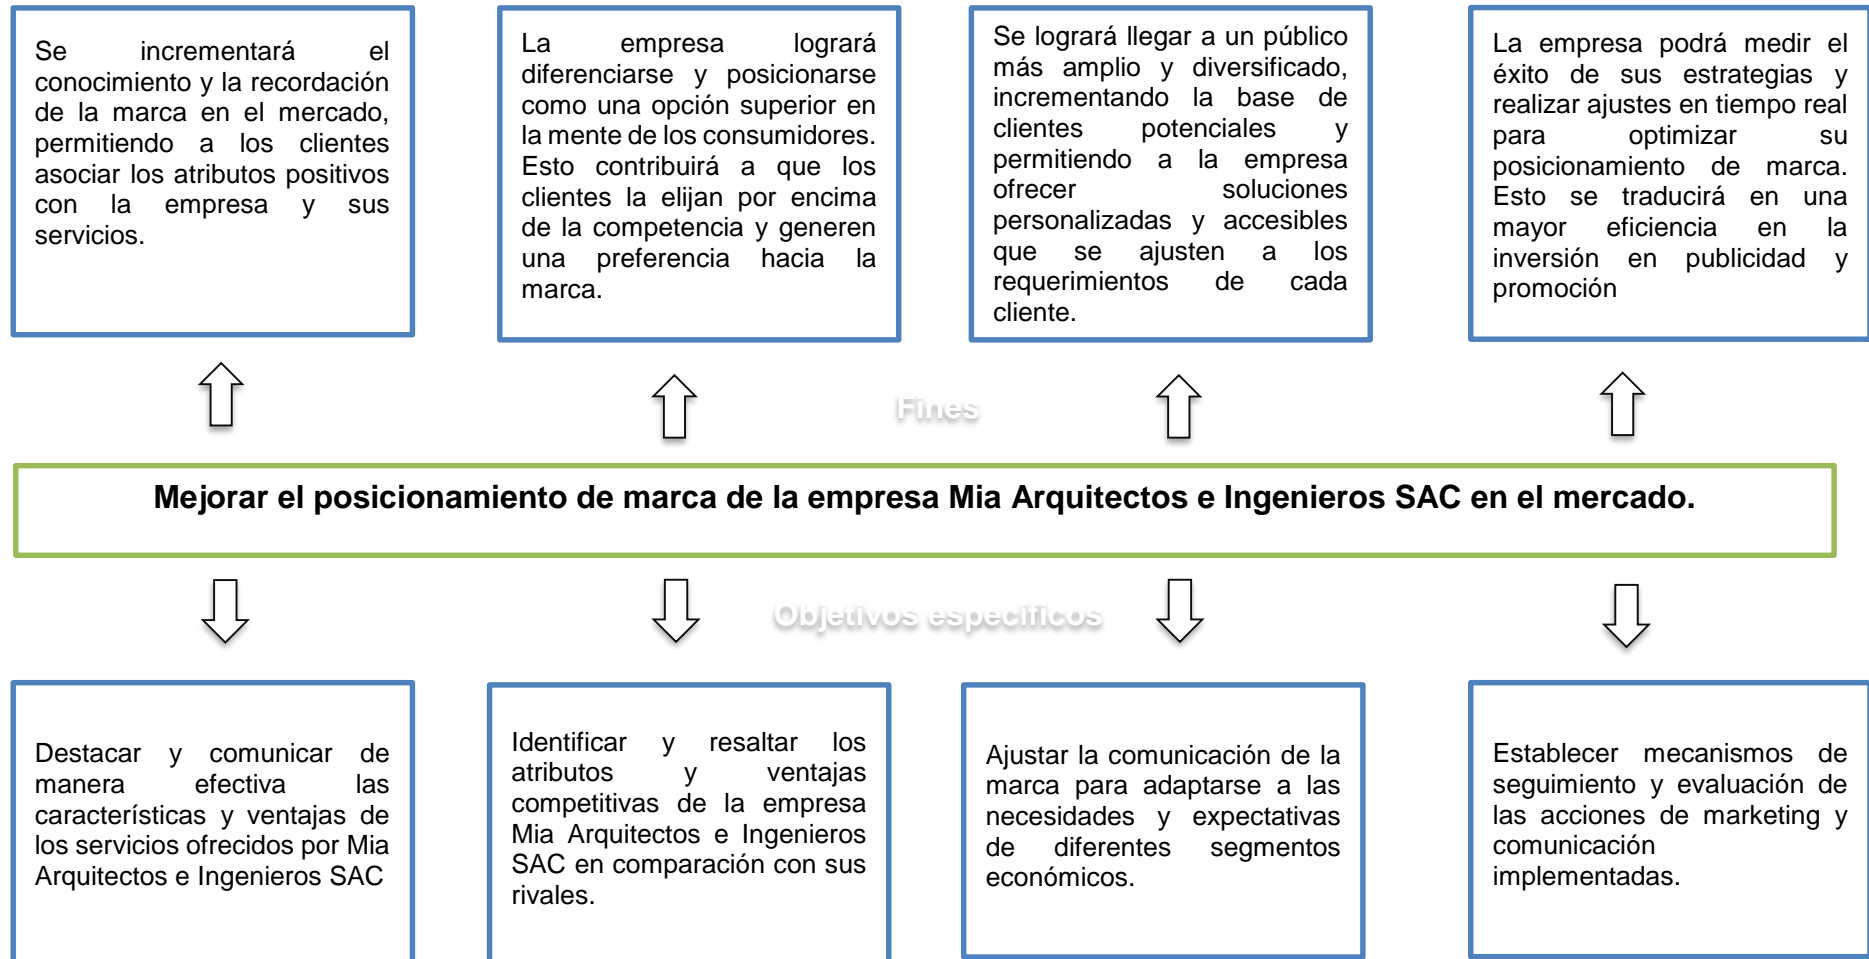 Se incrementará el
conocimiento y la recordación
de la marca en el mercado,
permitiendo a los clientes
asociar los atributos positivos
con la empresa y sus
servicios.
La empresa logrará
diferenciarse y posicionarse
como una opción superior en
la mente de los consumidores.
Esto contribuirá a que los
clientes la elijan por encima
de la competencia y generen
una preferencia hacia la
marca.
Se logrará llegar a un público
más amplio y diversificado,
incrementando la base de
clientes potenciales y
permitiendo a la empresa
ofrecer soluciones
personalizadas y accesibles
que se ajusten a los
requerimientos de cada
cliente.
La empresa podrá medir el
éxito de sus estrategias y
realizar ajustes en tiempo real
para optimizar su
posicionamiento de marca.
Esto se traducirá en una
mayor eficiencia en la
inversión en publicidad y
promoción
Fines
Mejorar el posicionamiento de marca de la empresa Mia Arquitectos e Ingenieros SAC en el mercado.
Objetivos específicos
Destacar y comunicar de
manera efectiva las
características y ventajas de
los servicios ofrecidos por Mia
Arquitectos e Ingenieros SAC
Identificar y resaltar los
atributos y ventajas
competitivas de la empresa
Mia Arquitectos e Ingenieros
SAC en comparación con sus
rivales.
Ajustar la comunicación de la
marca para adaptarse a las
necesidades y expectativas
de diferentes segmentos
económicos.
Establecer mecanismos de
seguimiento y evaluación de
las acciones de marketing y
comunicación
implementadas.